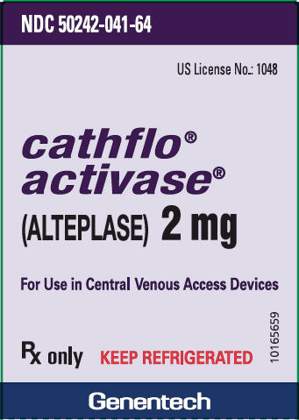 NDC 50242-041-64
US License No.: 1048
cathflo®
activase®
(ALTEPLASE) 2 mg
For Use in Central Venous Access Devices
10165659
Rx only KEEP REFRIGERATED
Genentech